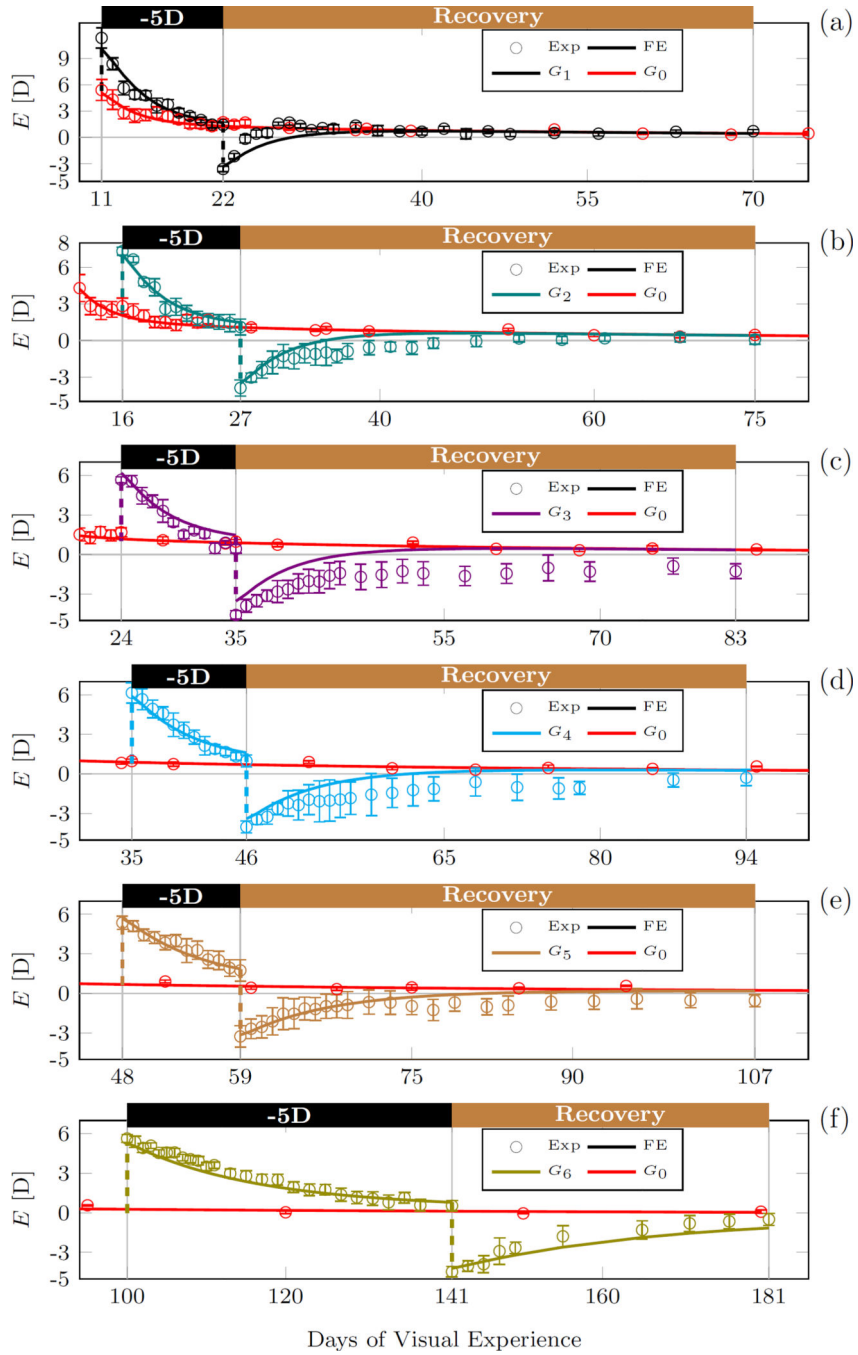 -5D Recovery (a)
Exp FE
G1 G0
E [D]
9
6
3
0
-3
-5
11 22 40 55 70
-5D Recovery (b)
Exp FE
G2 G0
E [D]
8
6
3
0
-3
-5
16 27 40 60 75
-5D Recovery (c)
Exp FE
G3 G0
E [D]
6
3
0
-3
-5
24 35 55 70 83
-5D Recovery (d)
Exp FE
G4 G0
E [D]
6
3
0
-3
-5
35 46 65 80 94
-5D Recovery (e)
Exp FE
G5 G0
E [D]
6
3
0
-3
-5
48 59 75 90 107
-5D Recovery (f)
Exp FE
G6 G0
E [D]
6
3
0
-3
-5
100 120 141 160 181
Days of Visual Experience